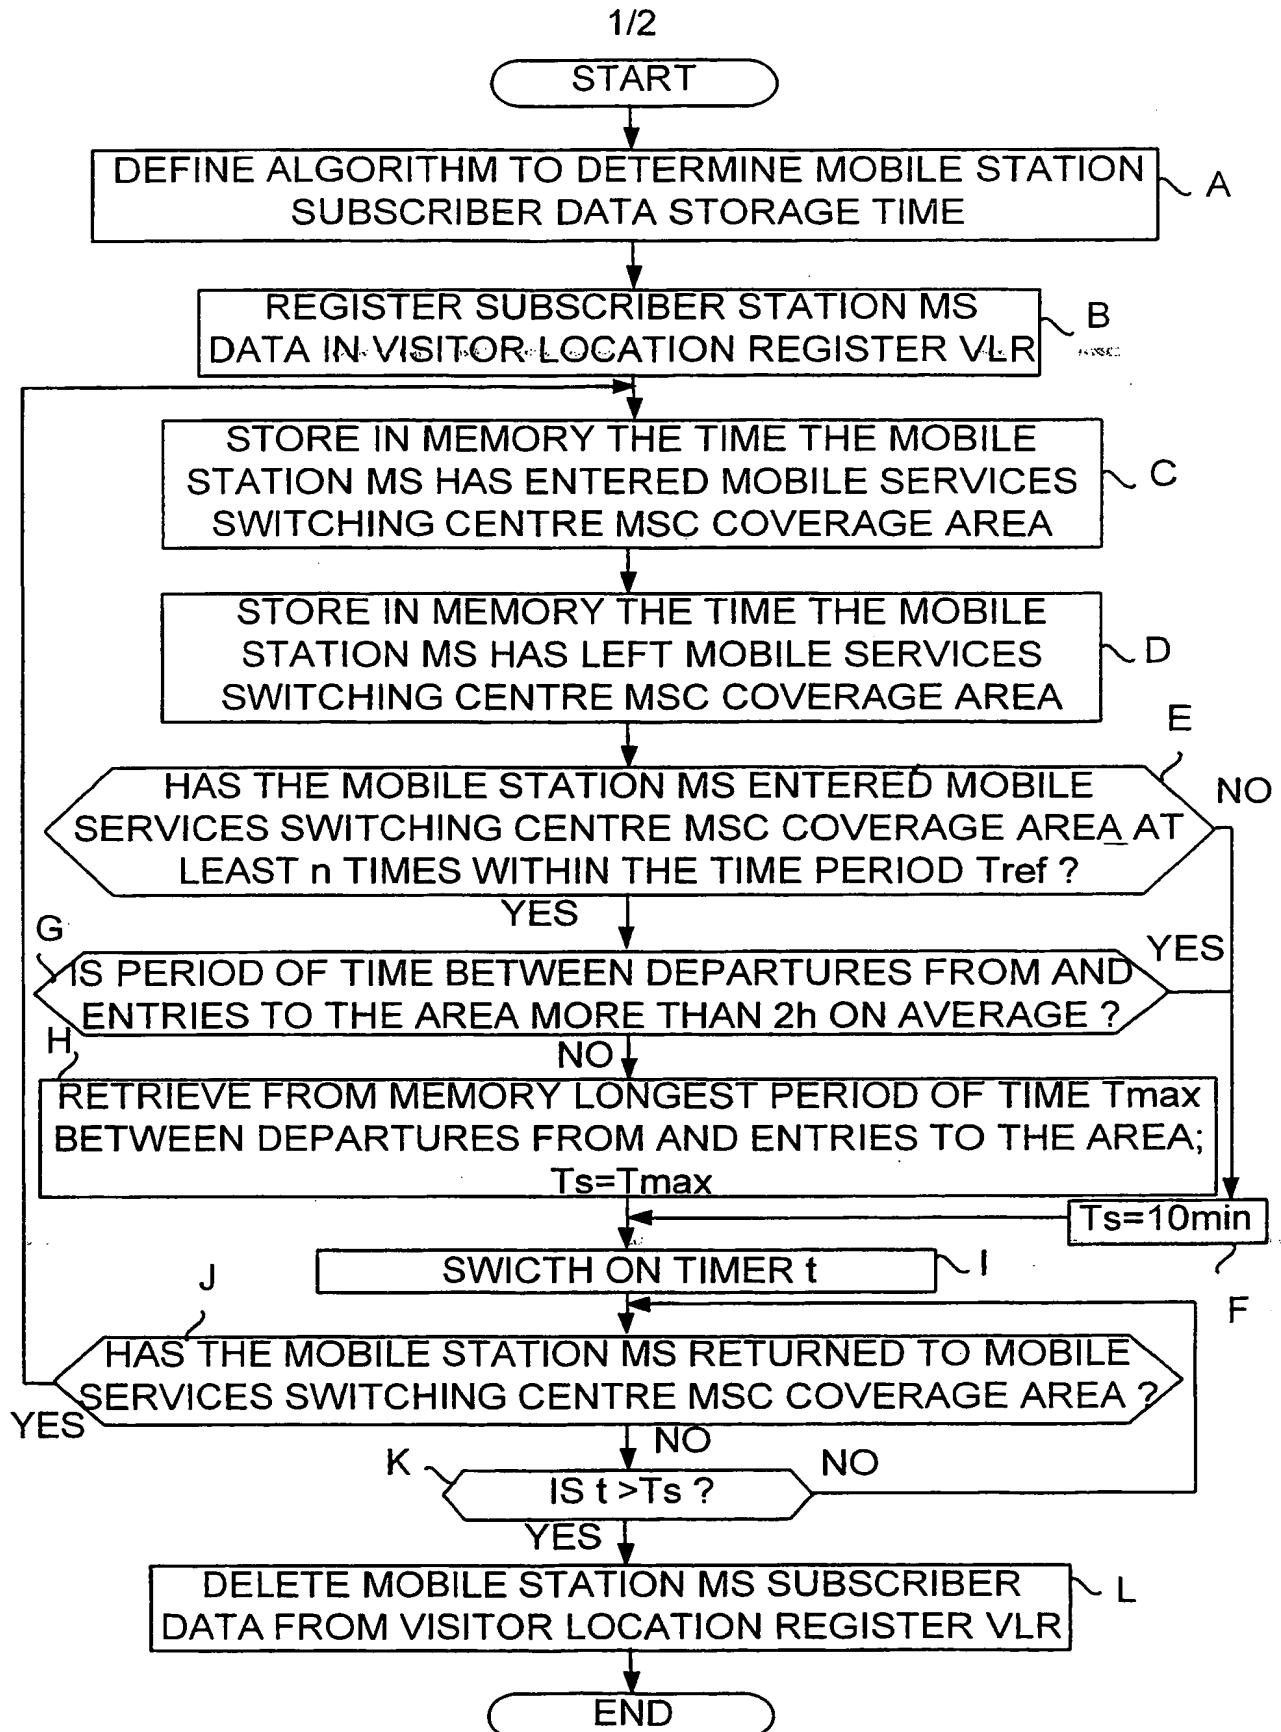 1/2
START
DEFINE ALGORITHM TO DETERMINE MOBILE STATION
SUBSCRIBER DATA STORAGE TIME
A
REGISTER SUBSCRIBER STATION MS
DATA IN VISITOR LOCATION REGISTER VLR
B
STORE IN MEMORY THE TIME THE MOBILE
STATION MS HAS ENTERED MOBILE SERVICES
SWITCHING CENTRE MSC COVERAGE AREA
C
STORE IN MEMORY THE TIME THE MOBILE
STATION MS HAS LEFT MOBILE SERVICES
SWITCHING CENTRE MSC COVERAGE AREA
D
E
HAS THE MOBILE STATION MS ENTERED MOBILE
SERVICES SWITCHING CENTRE MSC COVERAGE AREA AT
LEAST n TIMES WITHIN THE TIME PERIOD Tref ?
NO
YES
G
IS PERIOD OF TIME BETWEEN DEPARTURES FROM AND
ENTRIES TO THE AREA MORE THAN 2h ON AVERAGE ?
YES
NO
H
RETRIEVE FROM MEMORY LONGEST PERIOD OF TIME Tmax
BETWEEN DEPARTURES FROM AND ENTRIES TO THE AREA;
Ts=Tmax
Ts=10min
F
SWICTH ON TIMER t
I
J
HAS THE MOBILE STATION MS RETURNED TO MOBILE
SERVICES SWITCHING CENTRE MSC COVERAGE AREA ?
YES
NO
K
IS t >Ts ?
NO
YES
DELETE MOBILE STATION MS SUBSCRIBER
DATA FROM VISITOR LOCATION REGISTER VLR
L
END